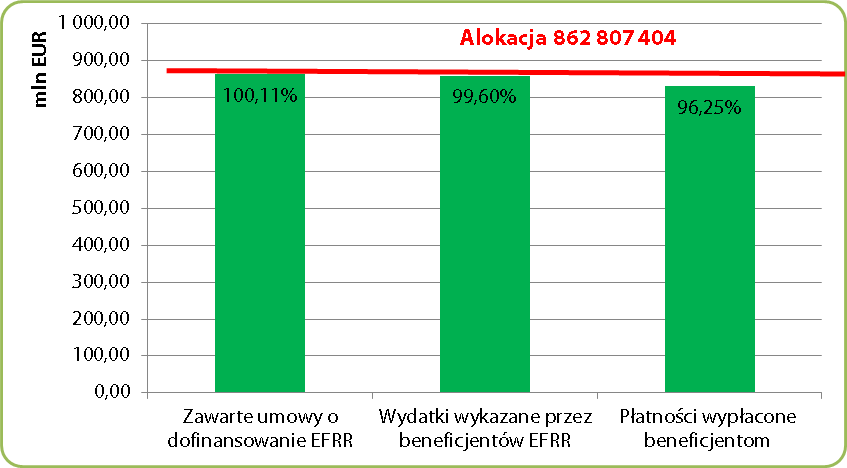 mln EUR
1 000,00
900,00
800,00
700,00
600,00
500,00
400,00
300,00
200,00
100,00
0,00
Alokacja 862 807 404
100,11%
99,60%
96,25%
Zawarte umowy o
dofinansowanie EFRR
Wydatki wykazane przez
beneficjentów EFRR
Płatności wypłacone
beneficjentom